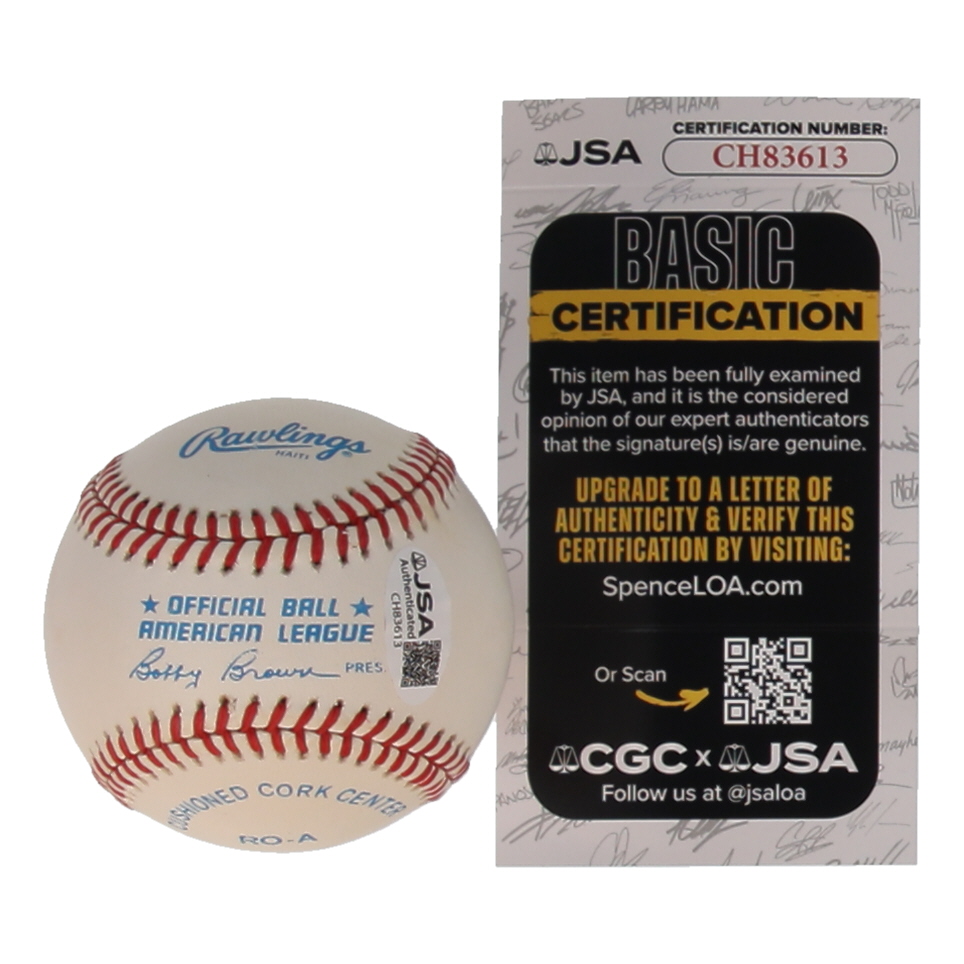 Rawlings
HAITI
OFFICIAL BALL
AMERICAN LEAGUE
Bobby Brown PRES.
CUSHIONED CORK CENTER
RO-A
JSA
Authenticated
CH83613
LARRY HAMA
JSA
CERTIFICATION NUMBER:
CH83613
BASIC
CERTIFICATION
This item has been fully examined
by JSA, and it is the considered
opinion of our expert authenticators
that the signature(s) is/are genuine.
UPGRADE TO A LETTER OF
AUTHENTICITY & VERIFY THIS
CERTIFICATION BY VISITING:
SpenceLOA.com
Or Scan
CGC x JSA
Follow us at @jsaloa